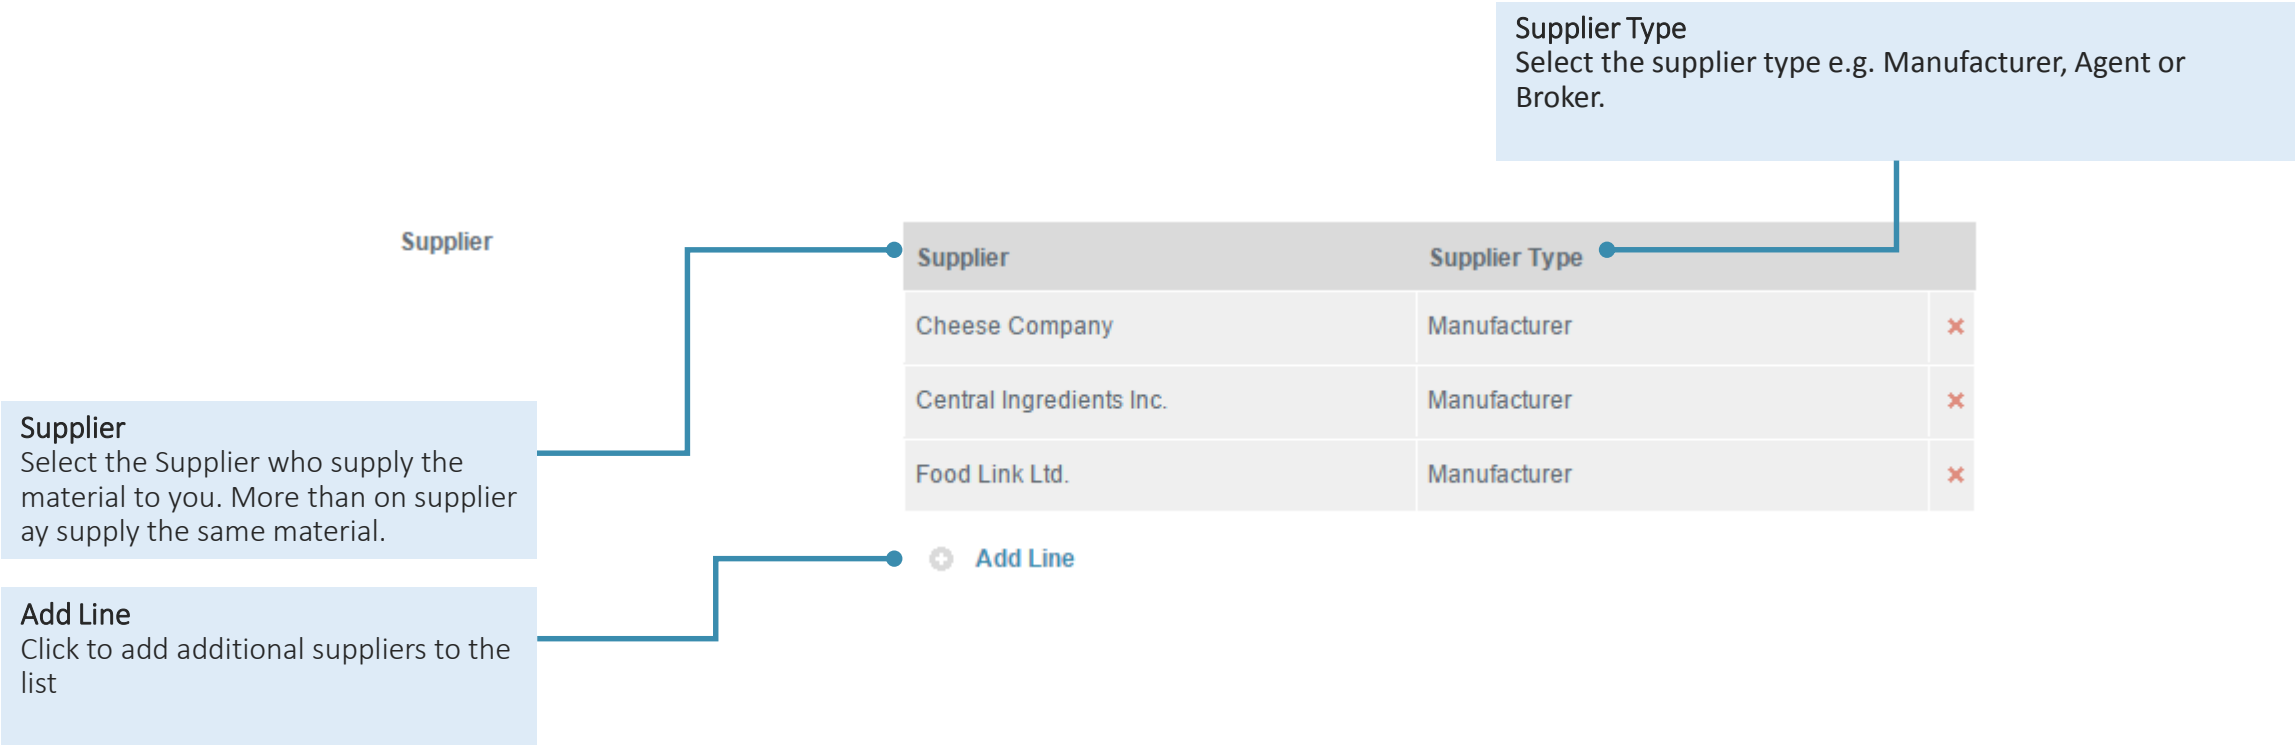 Supplier Type
Select the supplier type e.g. Manufacturer, Agent or
Broker.
Supplier
Supplier Supplier Type
Cheese Company Manufacturer
Central Ingredients Inc. Manufacturer
Food Link Ltd. Manufacturer
Add Line
Supplier
Select the Supplier who supply the
material to you. More than on supplier
ay supply the same material.
Add Line
Click to add additional suppliers to the
list